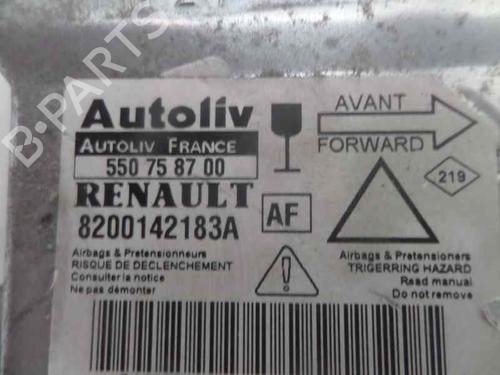 B-PARTS
Autoliv
AUTOLIV FRANCE
550 75 87 00
RENAULT
8200142183A
AF
AVANT
FORWARD
219
Airbags & Pretensionneurs
RISQUE DE DECLENCHEMENT
Consulter la notice
Ne pas démonter
!
Airbags & Pretensioners
TRIGERRING HAZARD
Read manual
Do not remove